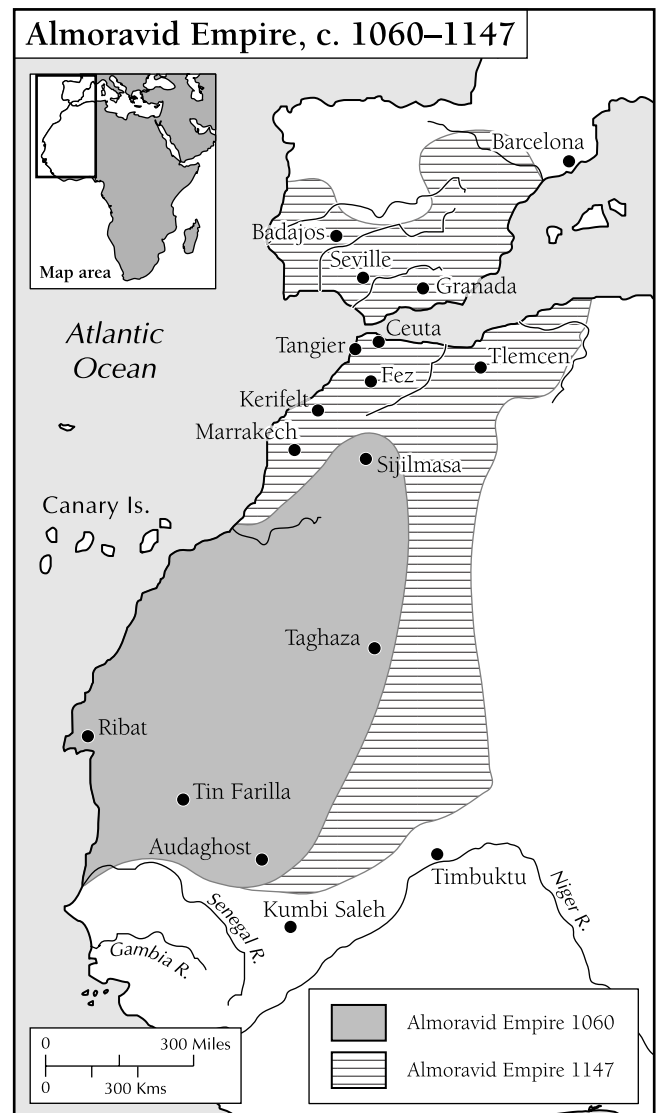 Almoravid Empire, c. 1060–1147
Map area
Barcelona
Badajos
Seville
Granada
Atlantic
Ocean
Ceuta
Tangier
Tlemcen
Fez
Kerifelt
Marrakech
Sijilmasa
Canary Is.
Taghaza
Ribat
Tin Farilla
Audaghost
Timbuktu
Niger R.
Senegal R.
Kumbi Saleh
Gambia R.
0 300 Miles
0 300 Kms
Almoravid Empire 1060
Almoravid Empire 1147